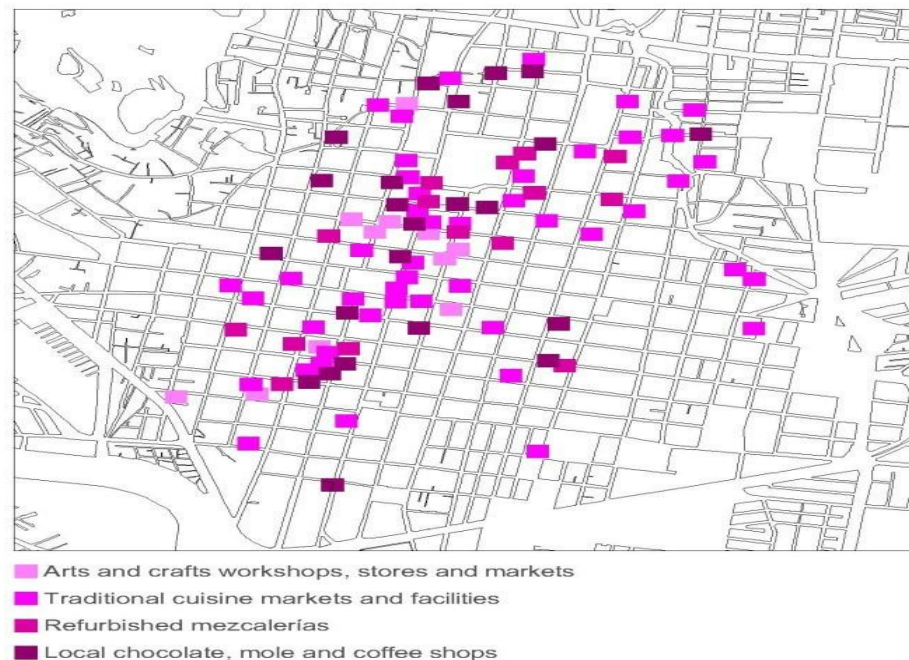 Arts and crafts workshops, stores and markets
Traditional cuisine markets and facilities
Refurbished mezcalerías
Local chocolate, mole and coffee shops